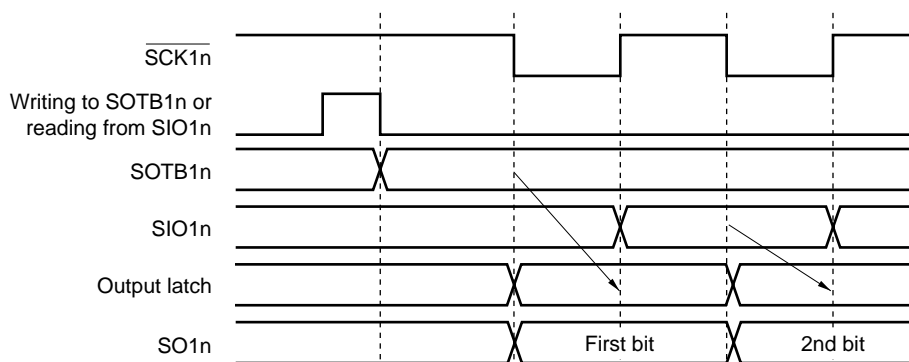 SCK1n
Writing to SOTB1n or
reading from SIO1n
SOTB1n
SIO1n
Output latch
SO1n
First bit
2nd bit